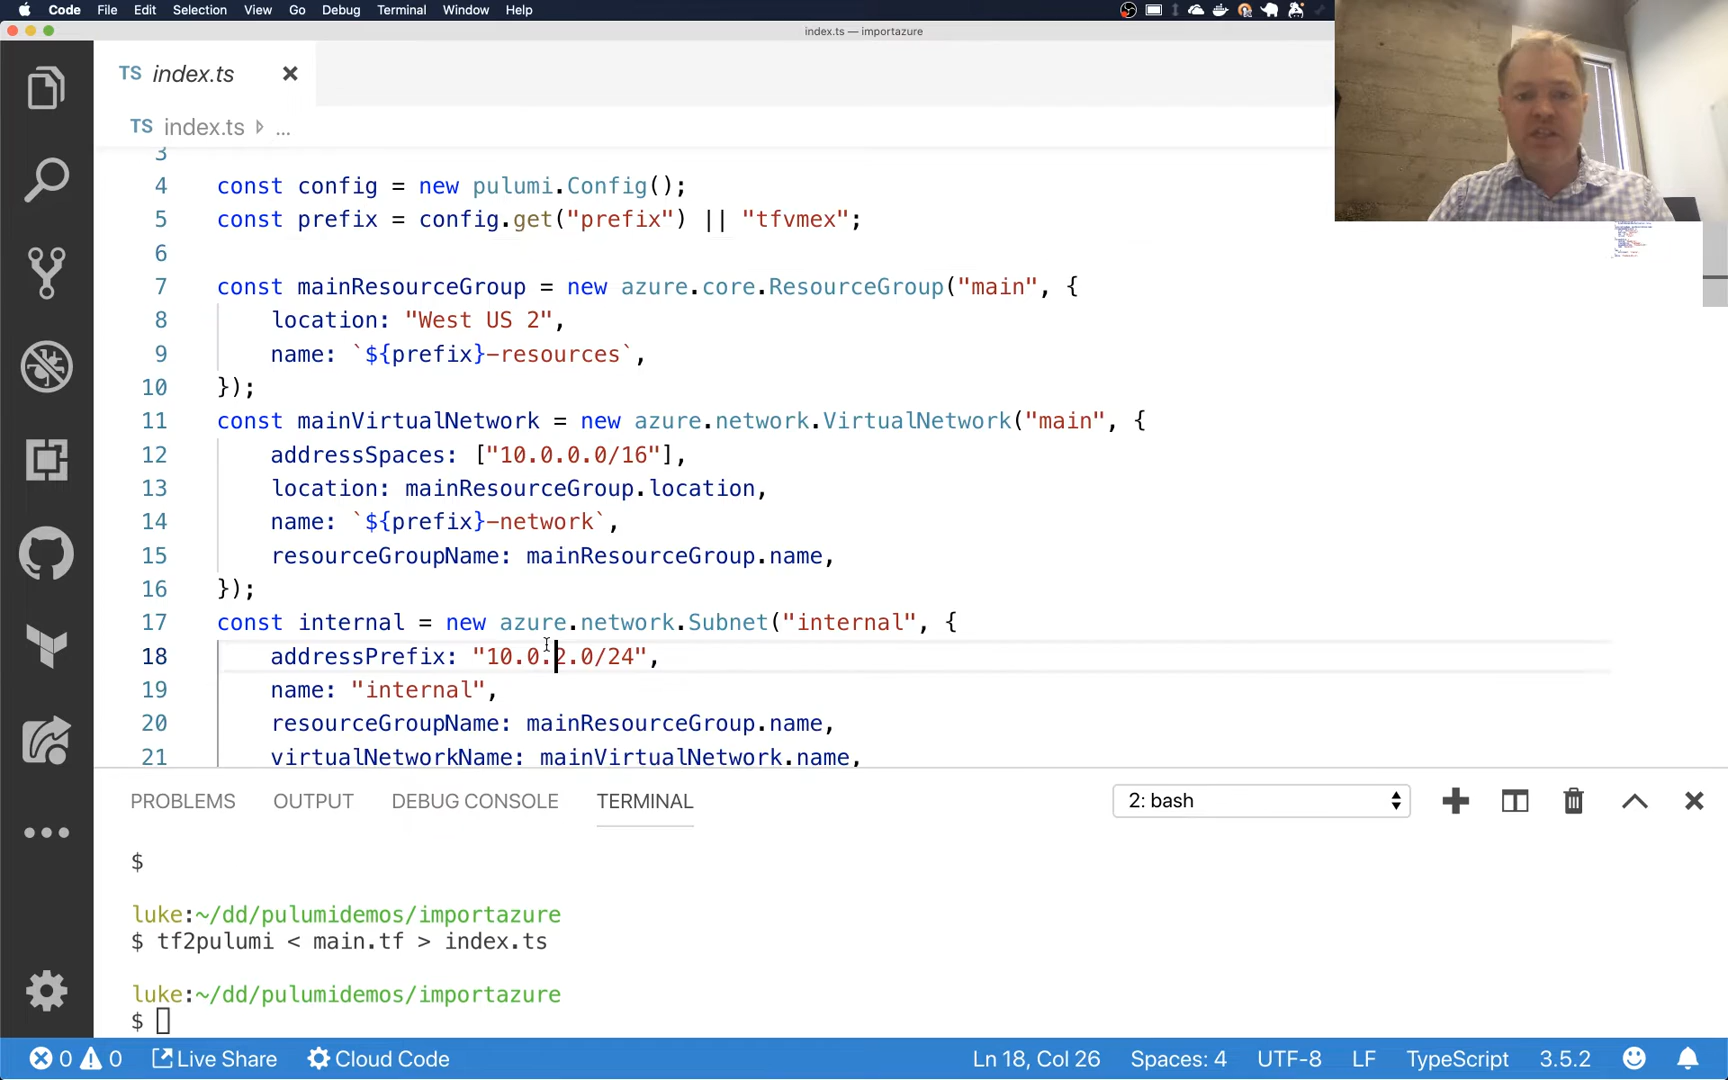 Code File Edit Selection View Go Debug Terminal Window Help
index.ts — importazure
TS index.ts
TS index.ts ...
3
4 const config = new pulumi.Config();
5 const prefix = config.get("prefix") || "tfvmex";
6
7 const mainResourceGroup = new azure.core.ResourceGroup("main", {
8 location: "West US 2",
9 name: `${prefix}-resources`,
10 });
11 const mainVirtualNetwork = new azure.network.VirtualNetwork("main", {
12 addressSpaces: ["10.0.0.0/16"],
13 location: mainResourceGroup.location,
14 name: `${prefix}-network`,
15 resourceGroupName: mainResourceGroup.name,
16 });
17 const internal = new azure.network.Subnet("internal", {
18 addressPrefix: "10.0.2.0/24",
19 name: "internal",
20 resourceGroupName: mainResourceGroup.name,
21 virtualNetworkName: mainVirtualNetwork.name,
PROBLEMS OUTPUT DEBUG CONSOLE TERMINAL 2: bash
$
luke:~/dd/pulumidemos/importazure
$ tf2pulumi < main.tf > index.ts
luke:~/dd/pulumidemos/importazure
$
0 0 Live Share Cloud Code Ln 18, Col 26 Spaces: 4 UTF-8 LF TypeScript 3.5.2